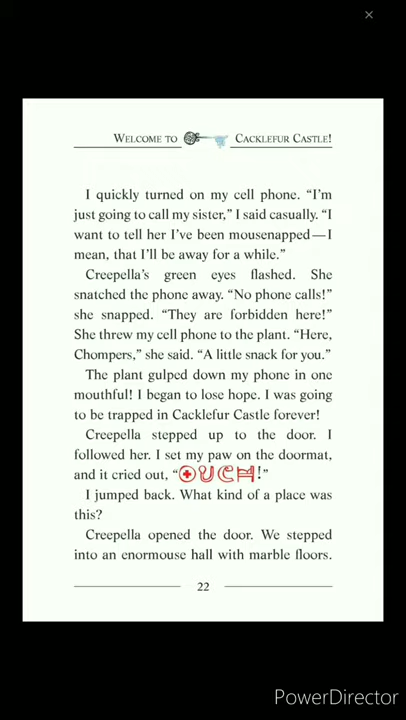 WELCOME TO CACKLEFUR CASTLE!
I quickly turned on my cell phone. “I’m
just going to call my sister,” I said casually. “I
want to tell her I’ve been mousenapped—I
mean, that I’ll be away for a while.”
Creepella’s green eyes flashed. She
snatched the phone away. “No phone calls!”
she snapped. “They are forbidden here!”
She threw my cell phone to the plant. “Here,
Chompers,” she said. “A little snack for you.”
The plant gulped down my phone in one
mouthful! I began to lose hope. I was going
to be trapped in Cacklefur Castle forever!
Creepella stepped up to the door. I
followed her. I set my paw on the doormat,
and it cried out, “OUCH!”
I jumped back. What kind of a place was
this?
Creepella opened the door. We stepped
into an enormouse hall with marble floors.
22
PowerDirector